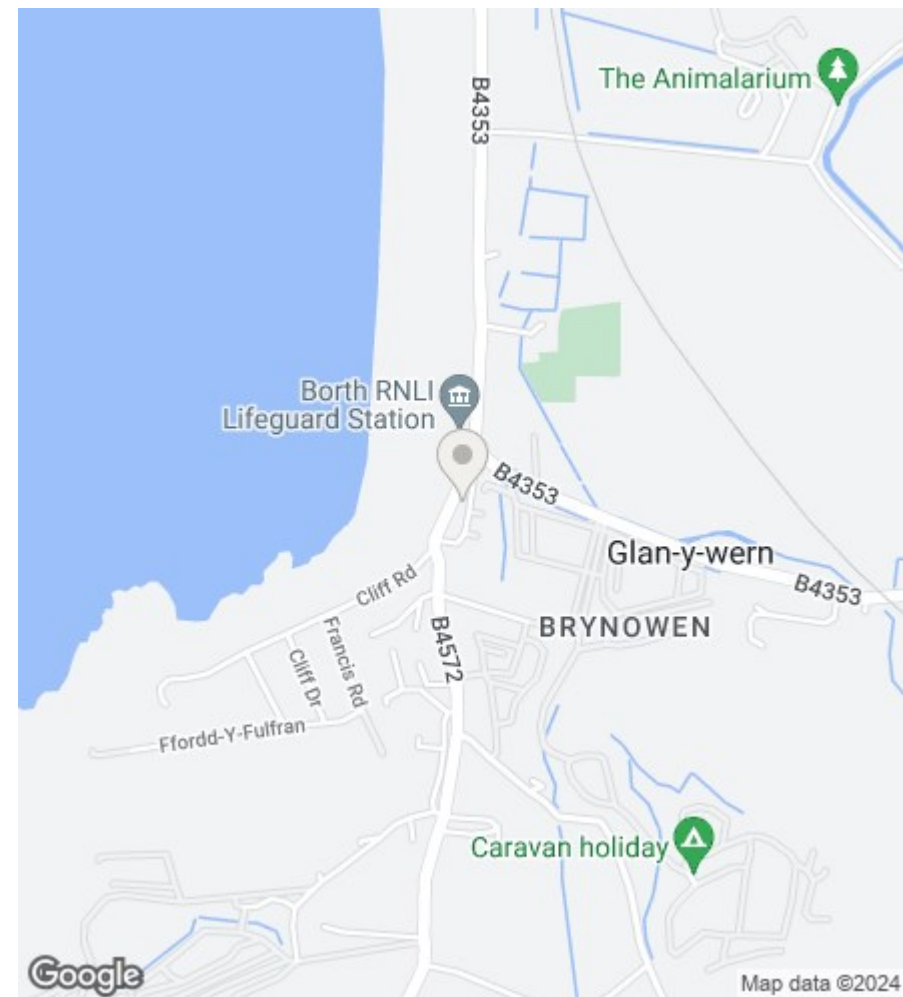 The Animalarium
B4353
Borth RNLI
Lifeguard Station
B4353
Glan-y-wern
B4353
Cliff Rd
BRYNOWEN
B4572
Francis Rd
Cliff Dr
Ffordd-Y-Fulfran
Caravan holiday
Google
Map data ©2024